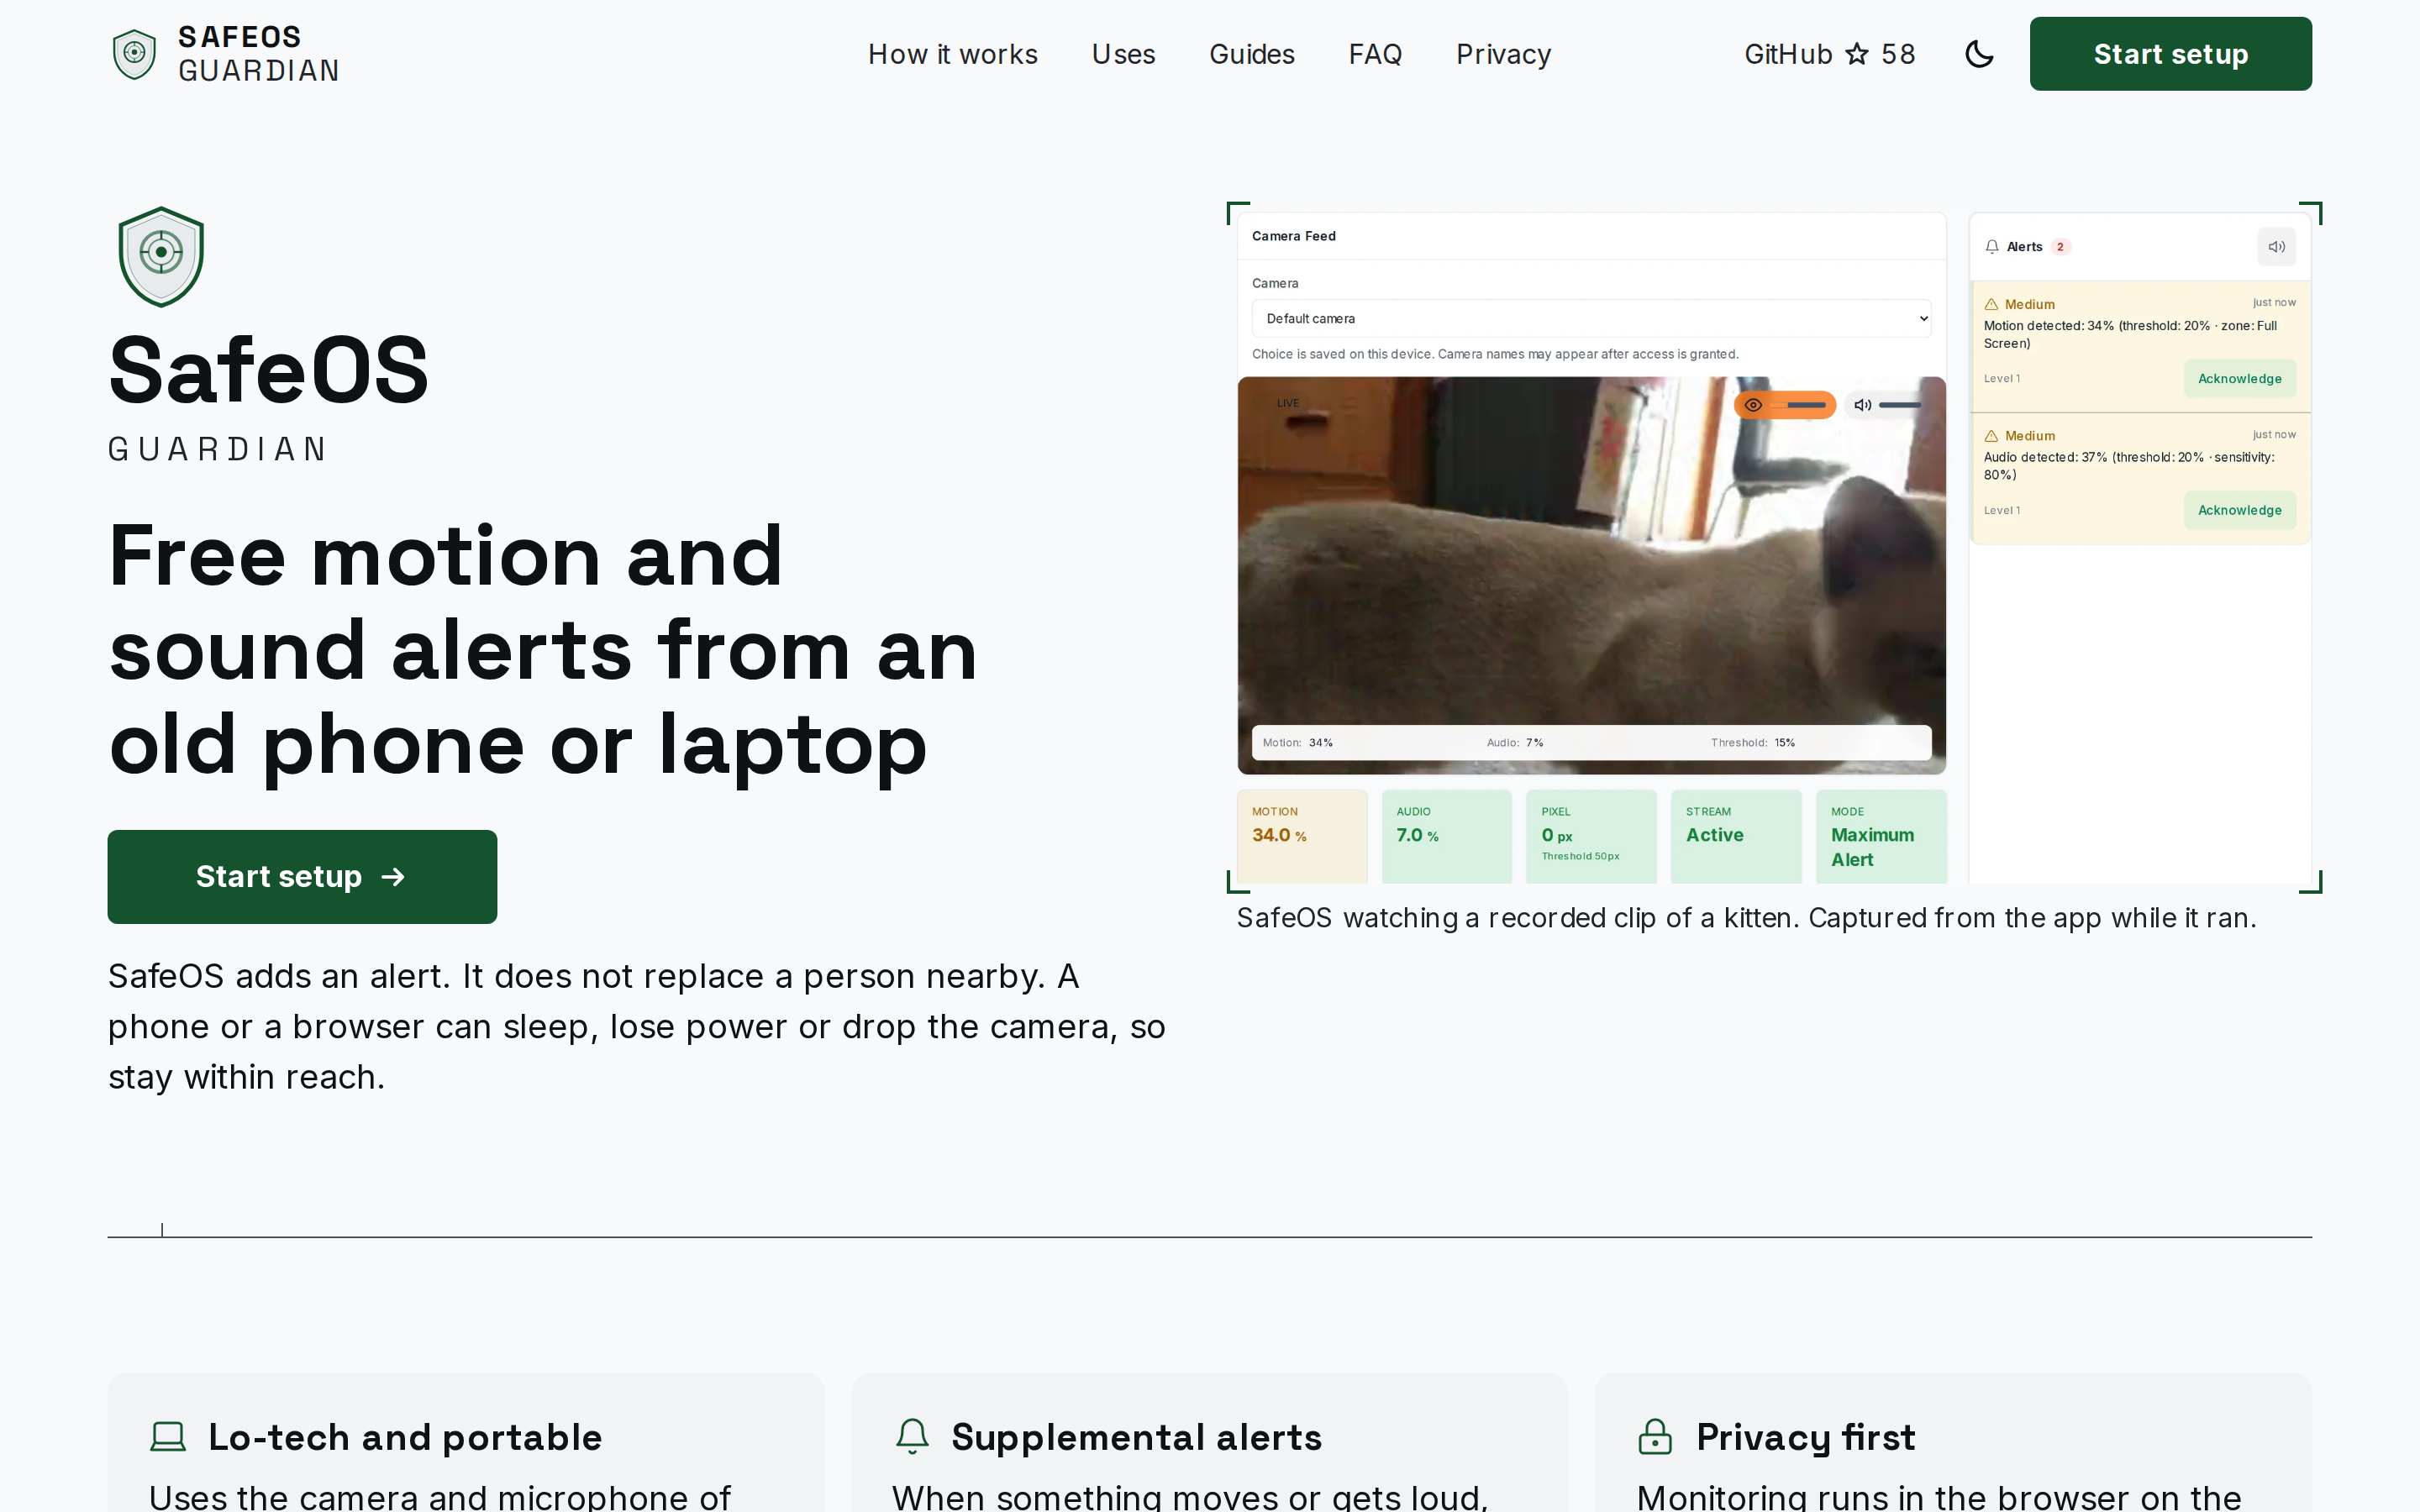 SAFEOS
GUARDIAN
How it works
Uses
Guides
FAQ
Privacy
GitHub ☆ 58
Start setup
SafeOS
GUARDIAN
Free motion and
sound alerts from an
old phone or laptop
Start setup →
SafeOS adds an alert. It does not replace a person nearby. A
phone or a browser can sleep, lose power or drop the camera, so
stay within reach.
Camera Feed
Camera
Default camera
Choice is saved on this device. Camera names may appear after access is granted.
LIVE
Motion: 34%
Audio: 7%
Threshold: 15%
MOTION
34.0 %
AUDIO
7.0 %
PIXEL
0 px
Threshold 50px
STREAM
Active
MODE
Maximum
Alert
Alerts 2
Medium
just now
Motion detected: 34% (threshold: 20% · zone: Full
Screen)
Level 1
Acknowledge
Medium
just now
Audio detected: 37% (threshold: 20% · sensitivity:
80%)
Level 1
Acknowledge
SafeOS watching a recorded clip of a kitten. Captured from the app while it ran.
Lo-tech and portable
Uses the camera and microphone of
Supplemental alerts
When something moves or gets loud,
Privacy first
Monitoring runs in the browser on the